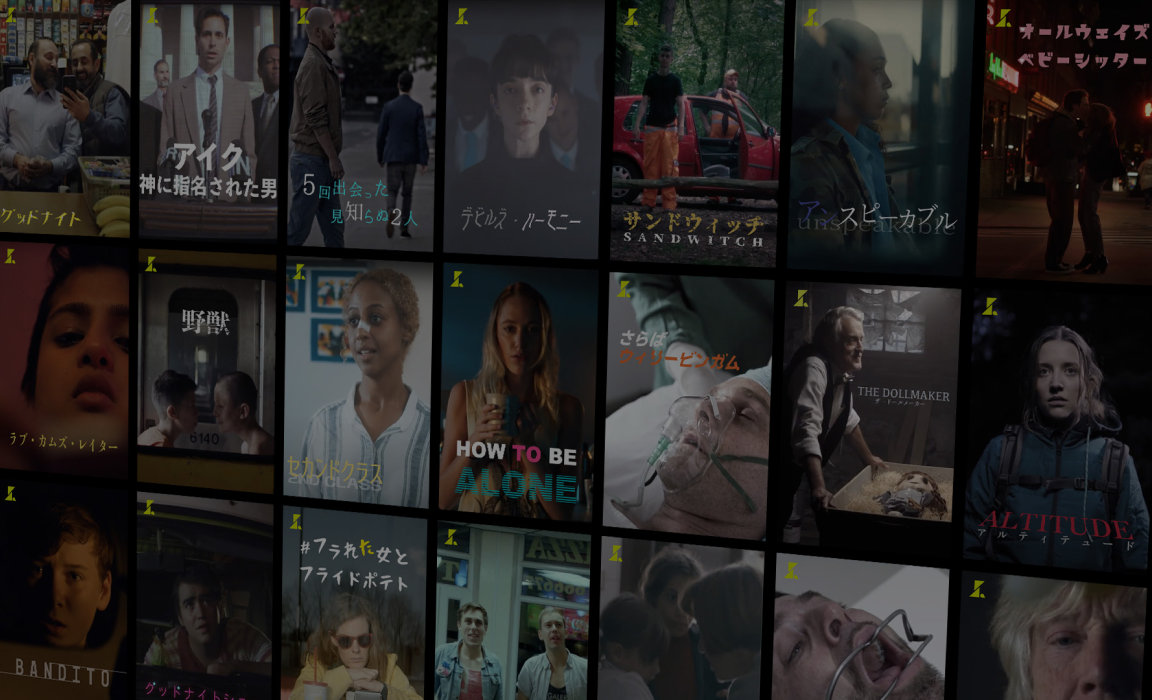 グッドナイト
アイク
神に指名された男
5回出会った
見知らぬ2人
デビルズ・ハーモニー
サンドウィッチ
SANDWITCH
アンスピーカブル
unspeakable
オールウェイズ
ベビーシッター
ラブ・カムズ・レイター
野獣
6140
セカンドクラス
2ND CLASS
HOW TO BE
ALONE
さらば
セイリービンガム
THE DOLLMAKER
ザ・ドールメーカー
ALTITUDE
アルティテュード
BANDITO
グッドナイト
#フラれた女と
フライドポテト